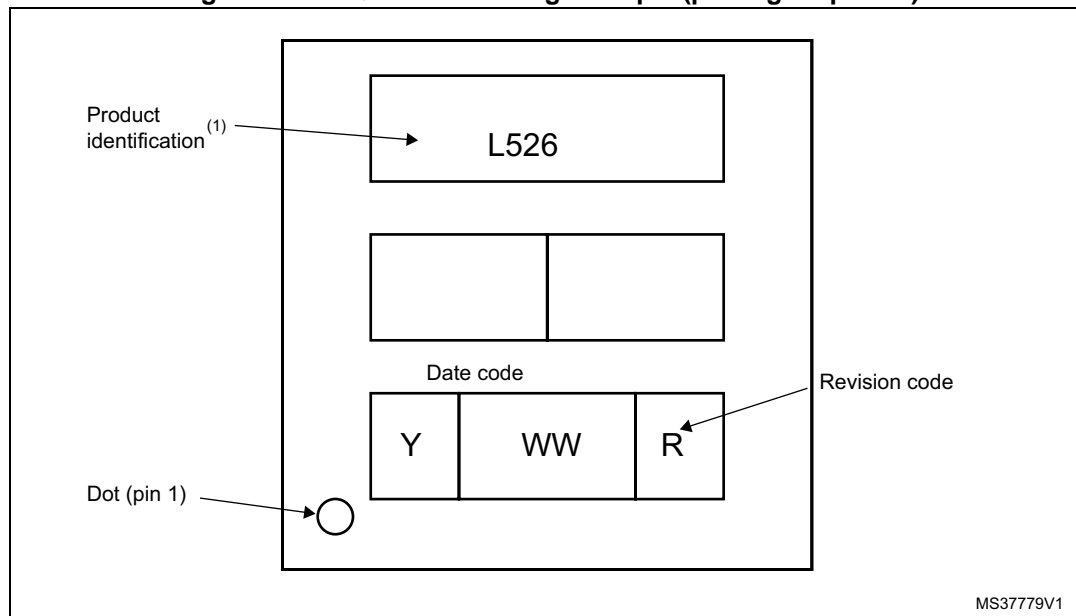 Product
identification(1)
L526
Date code
Revision code
Y WW R
Dot (pin 1)
MS37779V1